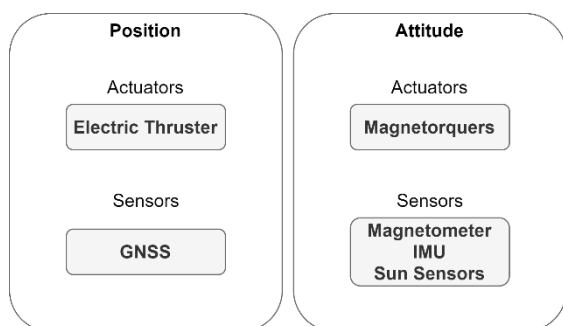 Position
Actuators
Electric Thruster
Sensors
GNSS
Attitude
Actuators
Magnetorquers
Sensors
Magnetometer
IMU
Sun Sensors